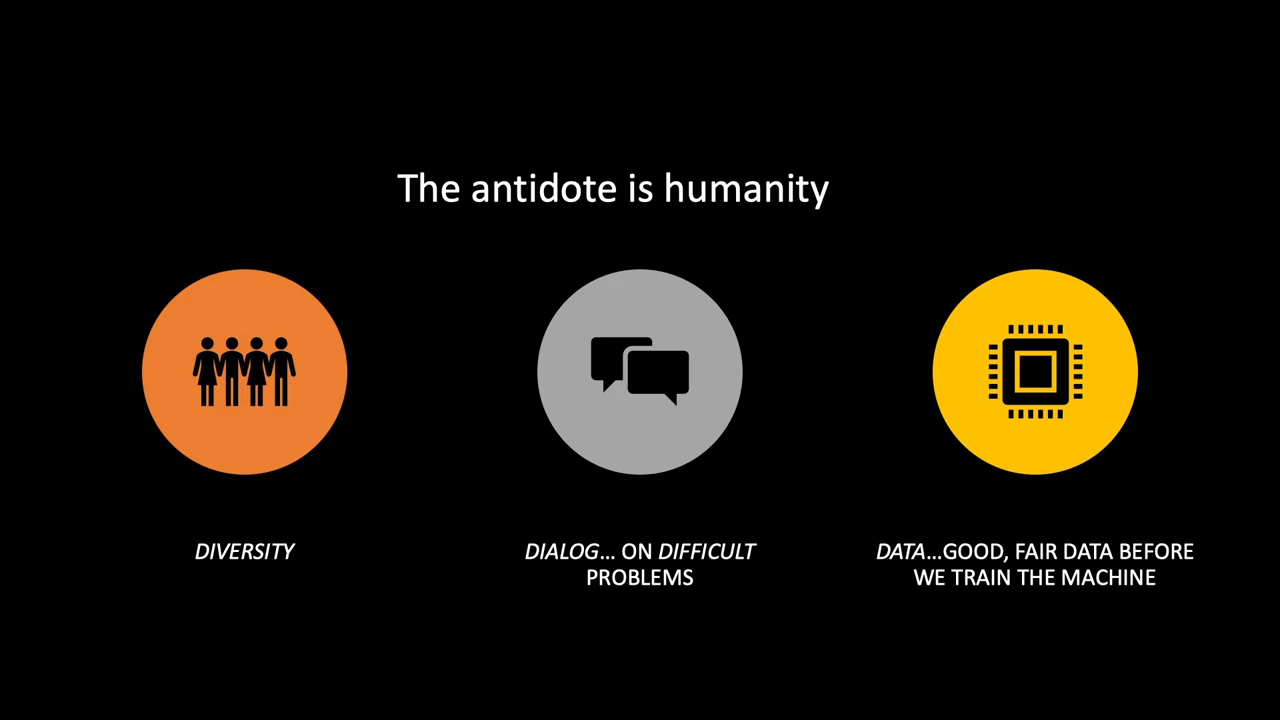 The antidote is humanity
DIVERSITY
DIALOG... ON DIFFICULT
PROBLEMS
DATA...GOOD, FAIR DATA BEFORE
WE TRAIN THE MACHINE